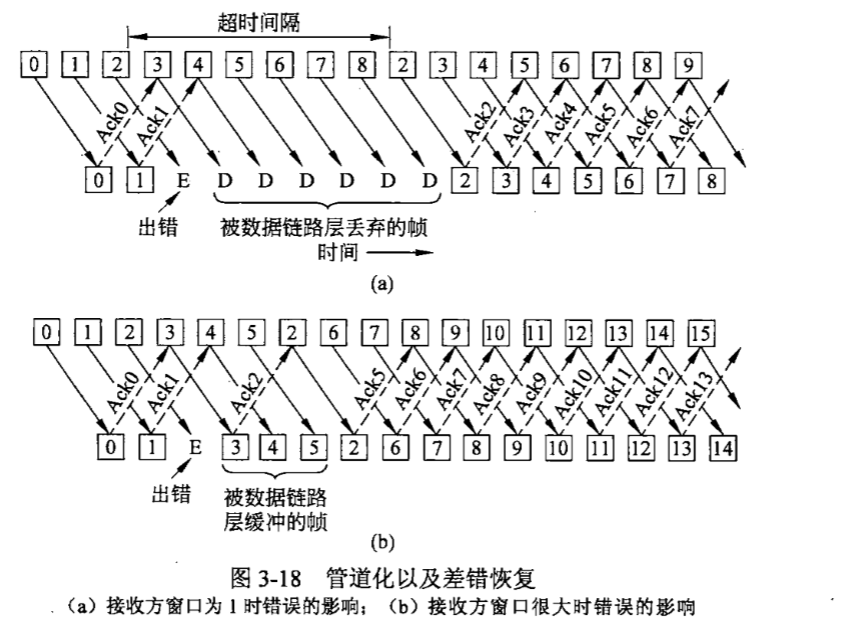 超时间隔
0 1 2 3 4 5 6 7 8 2 3 4 5 6 7 8 9
Ack0 Ack1 Ack2 Ack3 Ack4 Ack5 Ack6 Ack7
0 1 E D D D D D D 2 3 4 5 6 7 8
出错 被数据链路层丢弃的帧
时间
(a)
0 1 2 3 4 5 2 6 7 8 9 10 11 12 13 14 15
Ack0 Ack1 Ack2 Ack5 Ack6 Ack7 Ack8 Ack9 Ack10 Ack11 Ack12 Ack13
0 1 E 3 4 5 2 6 7 8 9 10 11 12 13 14
出错 被数据链路
层缓冲的帧
(b)
图 3-18 管道化以及差错恢复
(a) 接收方窗口为 1 时错误的影响; (b) 接收方窗口很大时错误的影响